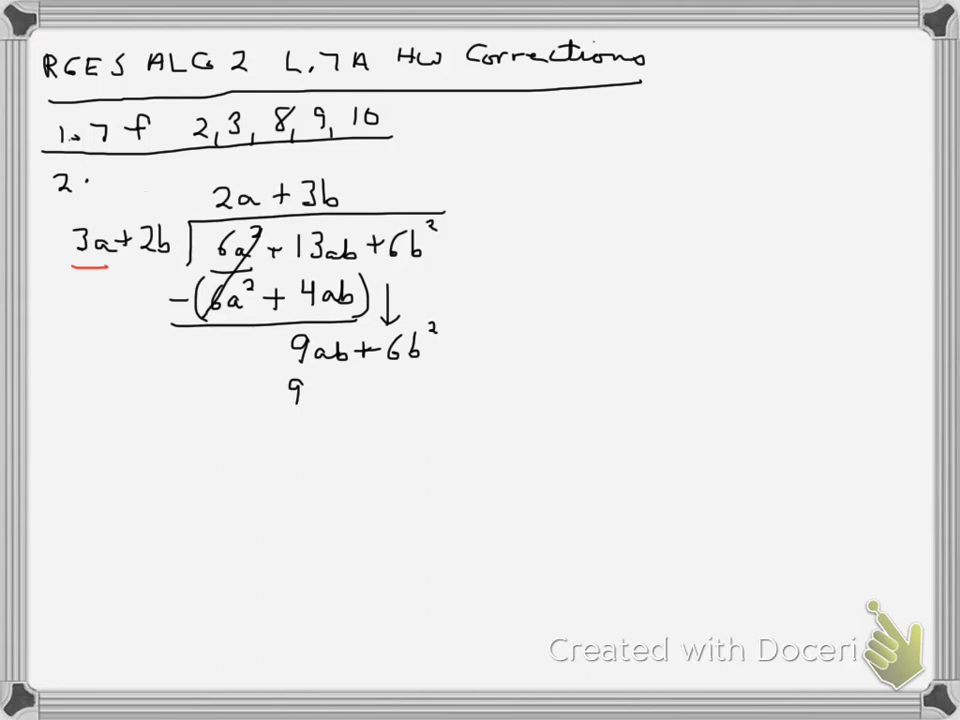 RGES ALG 2 L.7A HW Corrections
1.7 f 2, 3, 8, 9, 10
2.
2a + 3b
3a + 2b 6a² + 13ab + 6b²
-(6a² + 4ab) ↓
9ab + 6b²
9
Created with Doceri